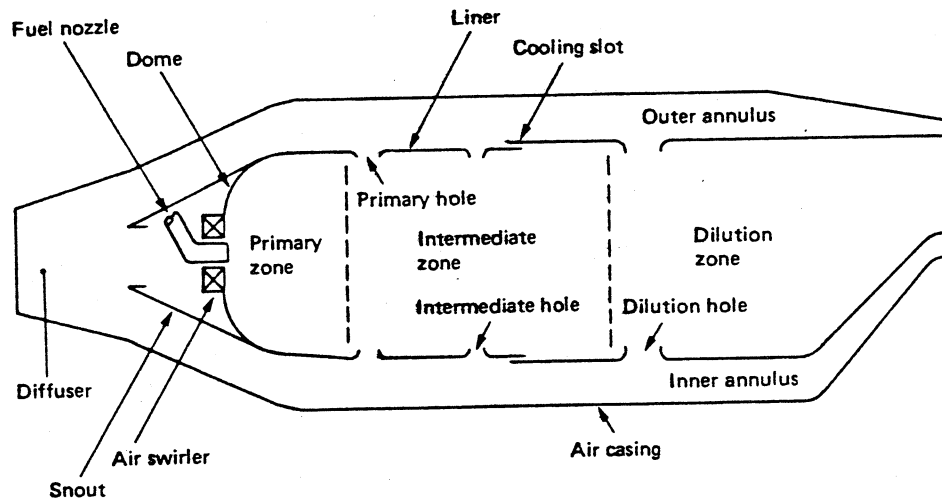 Liner
Fuel nozzle
Cooling slot
Dome
Outer annulus
Primary hole
Primary
zone
Intermediate
zone
Dilution
zone
Intermediate hole
Dilution hole
Diffuser
Inner annulus
Air swirler
Air casing
Snout